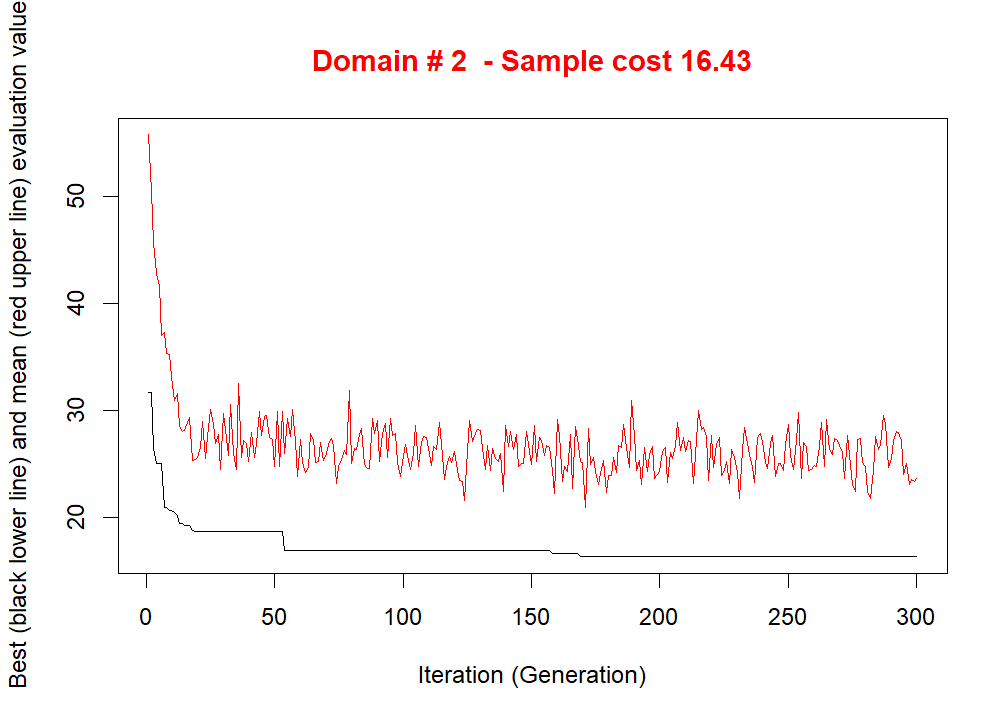 Domain # 2  - Sample cost 16.43
Best (black lower line) and mean (red upper line) evaluation value
50
40
30
20
0 50 100 150 200 250 300
Iteration (Generation)